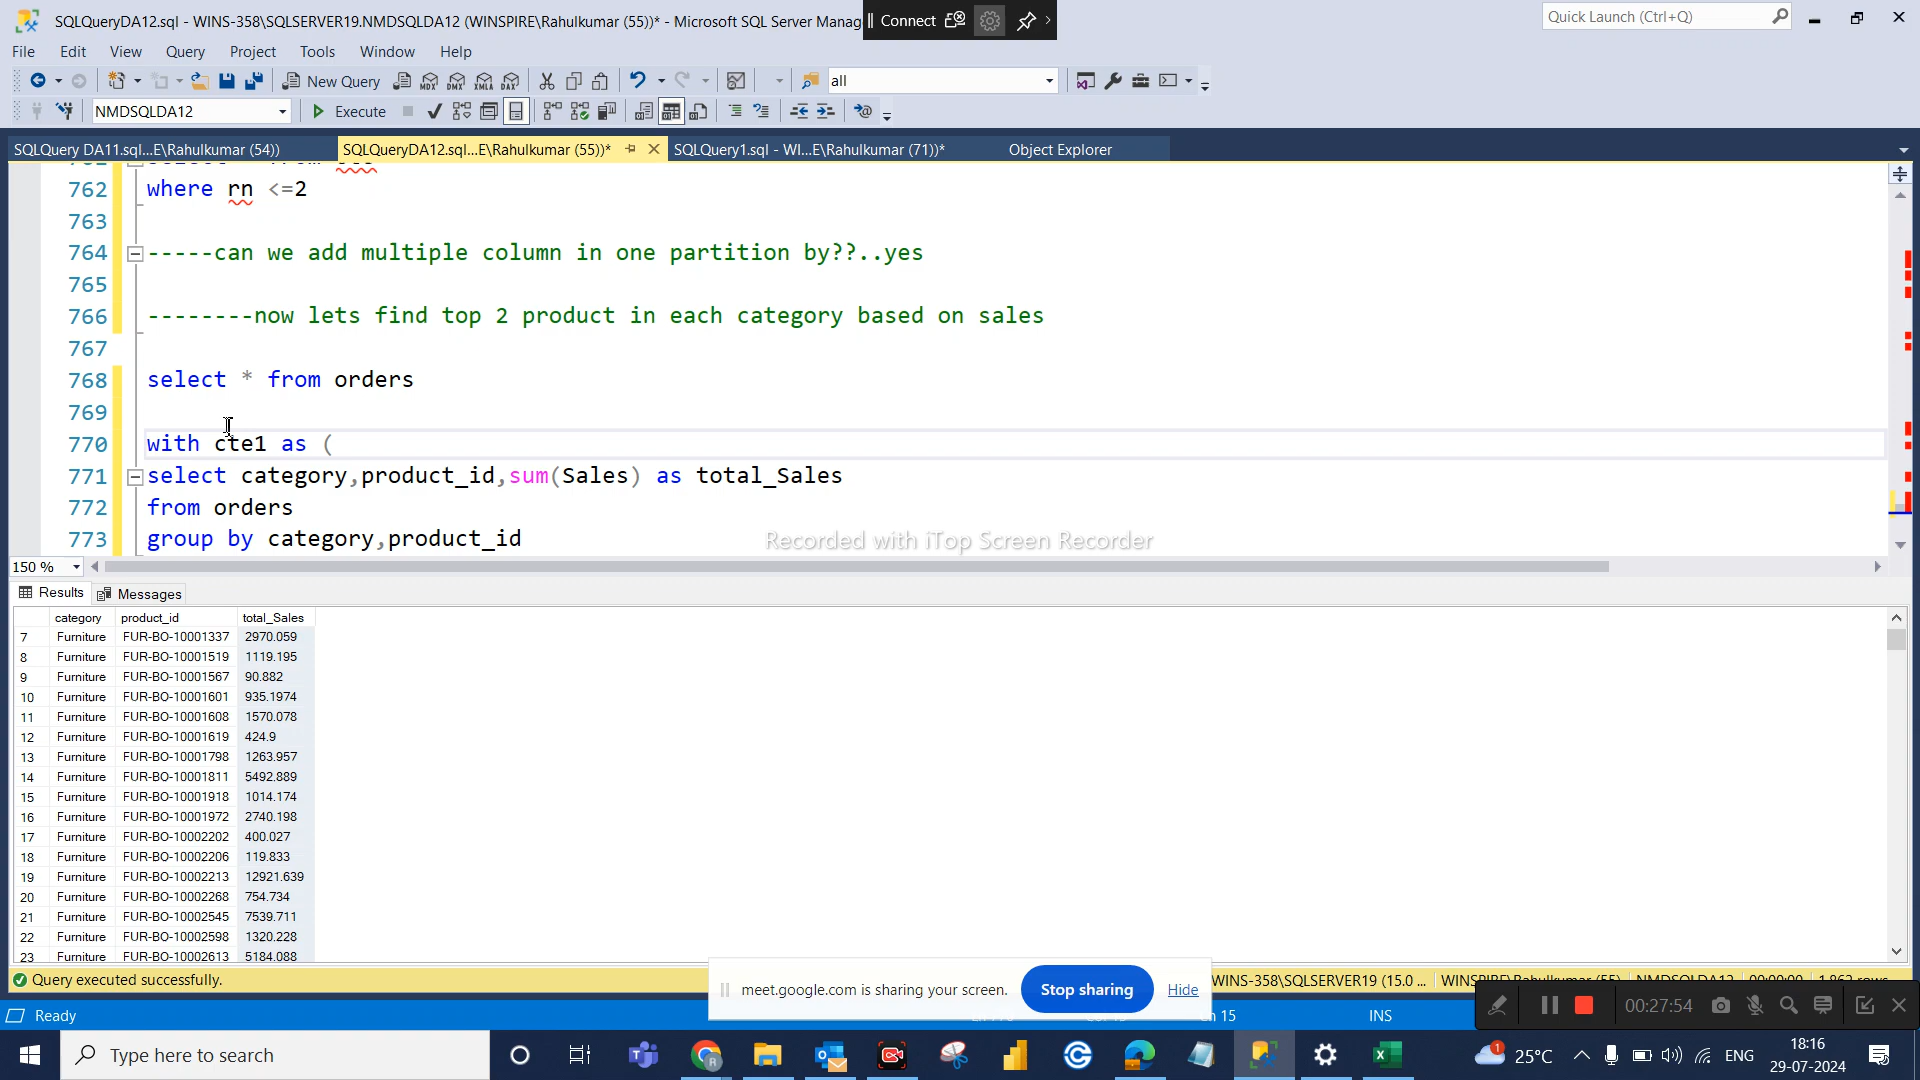 SQLQueryDA12.sql - WINS-358\SQLSERVER19.NMDSQLDA12 (WINSPIRE\Rahulkumar (55))* - Microsoft SQL Server Manag
Connect
Quick Launch (Ctrl+Q)
File Edit View Query Project Tools Window Help
New Query
MDX DMX XMLA DAX
all
NMDSQLDA12
Execute
SQLQuery DA11.sql...E\Rahulkumar (54))
SQLQueryDA12.sql...E\Rahulkumar (55))*
SQLQuery1.sql - WI...E\Rahulkumar (71))*
Object Explorer
762 where rn <=2
763
764 -----can we add multiple column in one partition by??..yes
765
766 --------now lets find top 2 product in each category based on sales
767
768 select * from orders
769
770 with cte1 as (
771 select category,product_id,sum(Sales) as total_Sales
772 from orders
773 group by category,product_id
Recorded with iTop Screen Recorder
150 %
Results Messages
category product_id total_Sales
7 Furniture FUR-BO-10001337 2970.059
8 Furniture FUR-BO-10001519 1119.195
9 Furniture FUR-BO-10001567 90.882
10 Furniture FUR-BO-10001601 935.1974
11 Furniture FUR-BO-10001608 1570.078
12 Furniture FUR-BO-10001619 424.9
13 Furniture FUR-BO-10001798 1263.957
14 Furniture FUR-BO-10001811 5492.889
15 Furniture FUR-BO-10001918 1014.174
16 Furniture FUR-BO-10001972 2740.198
17 Furniture FUR-BO-10002202 400.027
18 Furniture FUR-BO-10002206 119.833
19 Furniture FUR-BO-10002213 12921.639
20 Furniture FUR-BO-10002268 754.734
21 Furniture FUR-BO-10002545 7539.711
22 Furniture FUR-BO-10002598 1320.228
23 Furniture FUR-BO-10002613 5184.088
Query executed successfully.
WINS-358\SQLSERVER19 (15.0 ... WINSPIRE\Rahulkumar (55) NMDSQLDA12 00:00:00 1,862 rows
meet.google.com is sharing your screen.
Stop sharing
Hide
Ready
INS
00:27:54
Type here to search
25°C
ENG
18:16
29-07-2024